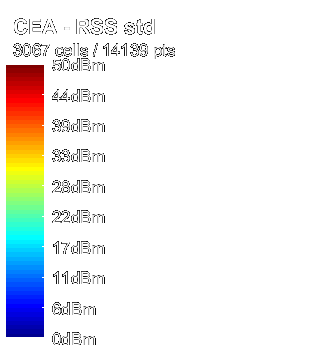 CEA - RSS std
3067 cells / 14139 pts
50dBm
44dBm
39dBm
33dBm
28dBm
22dBm
17dBm
11dBm
6dBm
0dBm